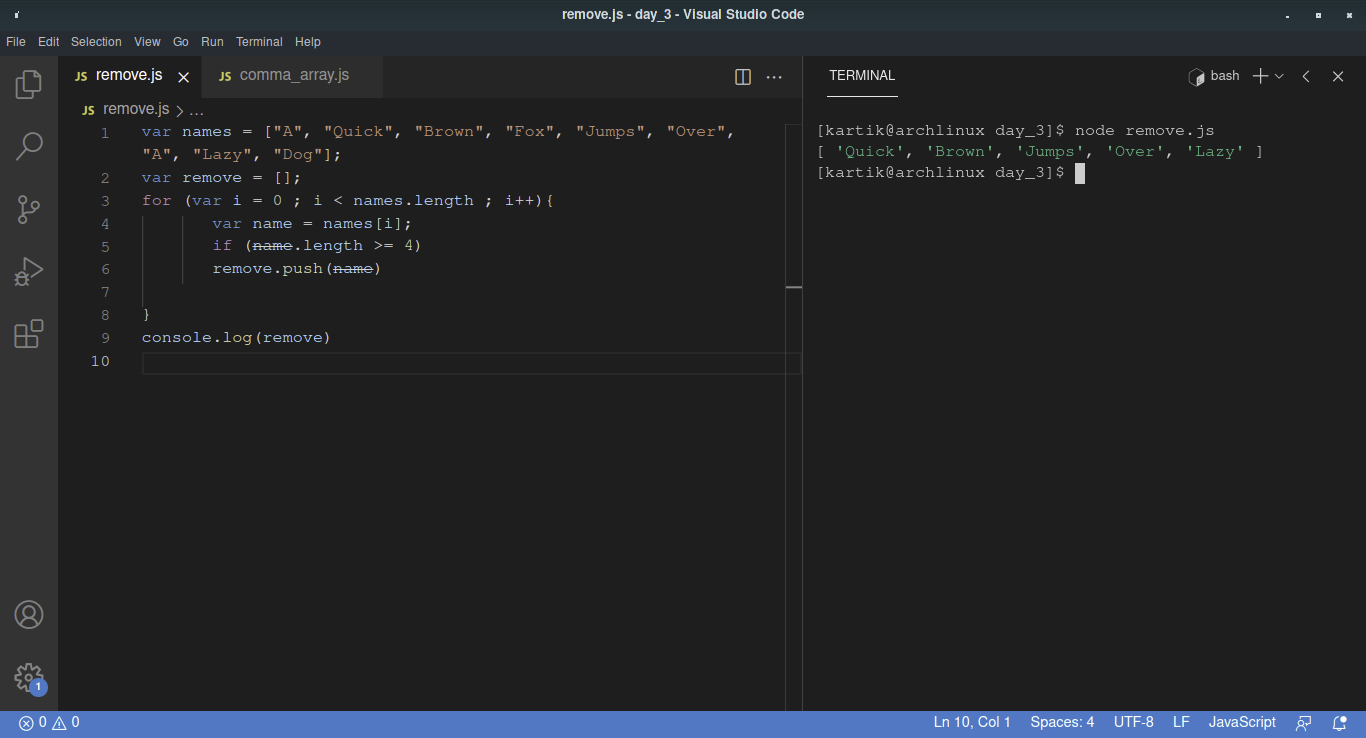 remove.js - day_3 - Visual Studio Code
File Edit Selection View Go Run Terminal Help
JS remove.js
JS comma_array.js
JS remove.js > ...
1 var names = ["A", "Quick", "Brown", "Fox", "Jumps", "Over",
"A", "Lazy", "Dog"];
2 var remove = [];
3 for (var i = 0 ; i < names.length ; i++){
4 var name = names[i];
5 if (name.length >= 4)
6 remove.push(name)
7
8 }
9 console.log(remove)
10
TERMINAL
bash
[kartik@archlinux day_3]$ node remove.js
[ 'Quick', 'Brown', 'Jumps', 'Over', 'Lazy' ]
[kartik@archlinux day_3]$
1
0 0
Ln 10, Col 1 Spaces: 4 UTF-8 LF JavaScript